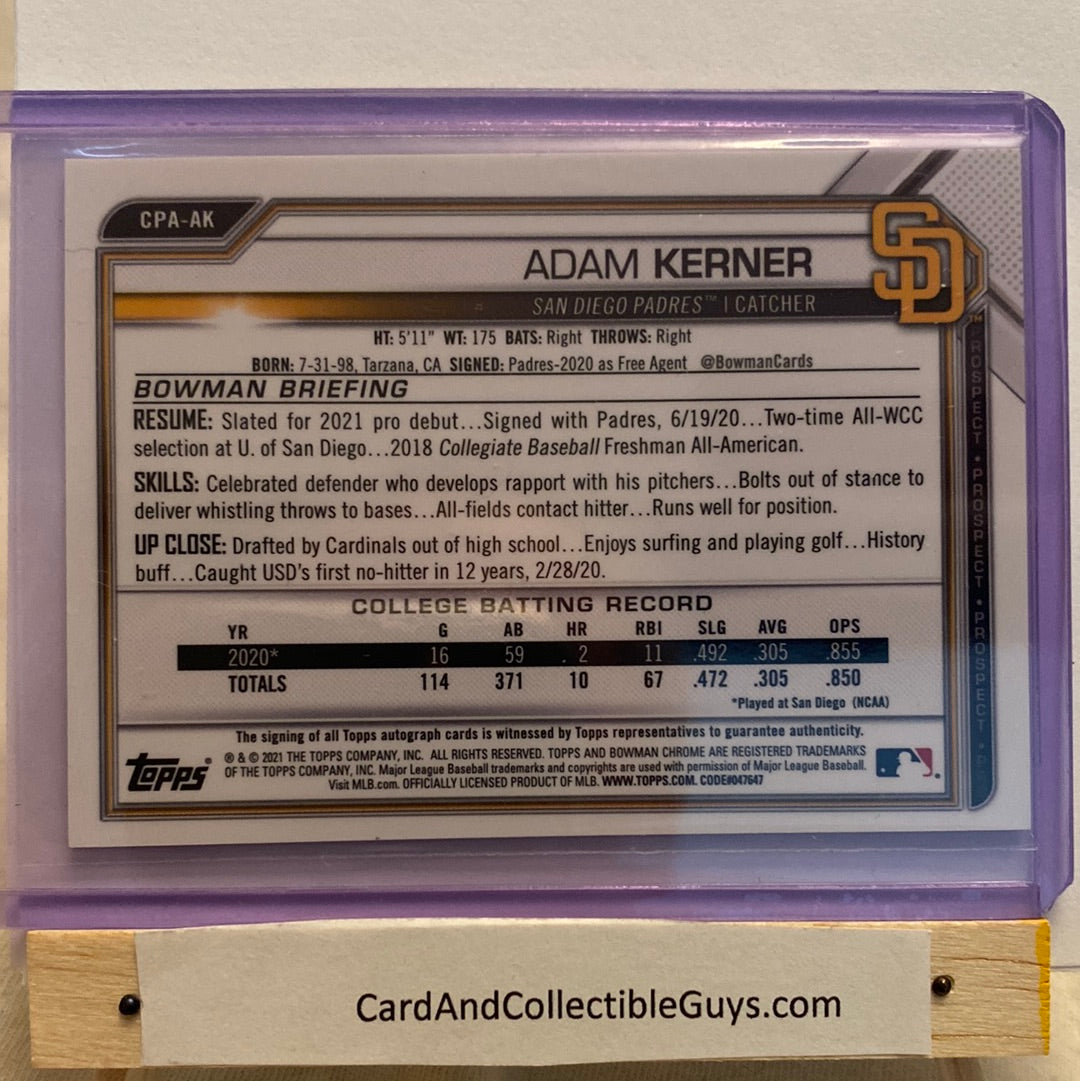 CPA-AK
SD
ADAM KERNER
SAN DIEGO PADRES™ | CATCHER
HT: 5'11" WT: 175 BATS: Right THROWS: Right
BORN: 7-31-98, Tarzana, CA SIGNED: Padres-2020 as Free Agent @BowmanCards
BOWMAN BRIEFING
RESUME: Slated for 2021 pro debut...Signed with Padres, 6/19/20...Two-time All-WCC
selection at U. of San Diego...2018 Collegiate Baseball Freshman All-American.
SKILLS: Celebrated defender who develops rapport with his pitchers...Bolts out of stance to
deliver whistling throws to bases...All-fields contact hitter...Runs well for position.
UP CLOSE: Drafted by Cardinals out of high school...Enjoys surfing and playing golf...History
buff...Caught USD's first no-hitter in 12 years, 2/28/20.
COLLEGE BATTING RECORD
YR G AB HR RBI SLG AVG OPS
2020* 16 59 2 11 .492 .305 .855
TOTALS 114 371 10 67 .472 .305 .850
*Played at San Diego (NCAA)
The signing of all Topps autograph cards is witnessed by Topps representatives to guarantee authenticity.
topps®
® & © 2021 THE TOPPS COMPANY, INC. ALL RIGHTS RESERVED. TOPPS AND BOWMAN CHROME ARE REGISTERED TRADEMARKS
OF THE TOPPS COMPANY, INC. Major League Baseball trademarks and copyrights are used with permission of Major League Baseball.
Visit MLB.com. OFFICIALLY LICENSED PRODUCT OF MLB. WWW.TOPPS.COM. CODE#047647
PROSPECT • PROSPECT • PROSPECT • P
CardAndCollectibleGuys.com